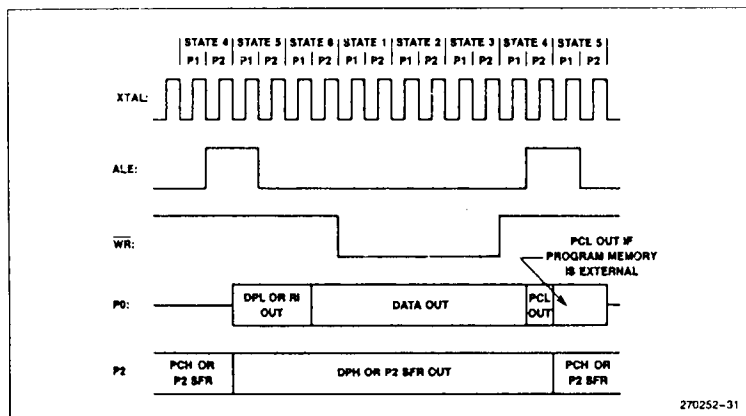 STATE 4 STATE 5 STATE 6 STATE 1 STATE 2 STATE 3 STATE 4 STATE 5
P1 P2 P1 P2 P1 P2 P1 P2 P1 P2 P1 P2 P1 P2 P1 P2
XTAL:
ALE:
WR:
PCL OUT IF
PROGRAM MEMORY
IS EXTERNAL
P0:
DPL OR RI
OUT
DATA OUT
PCL
OUT
P2
PCH OR
P2 SFR
DPH OR P2 SFR OUT
PCH OR
P2 SFR
270252-31